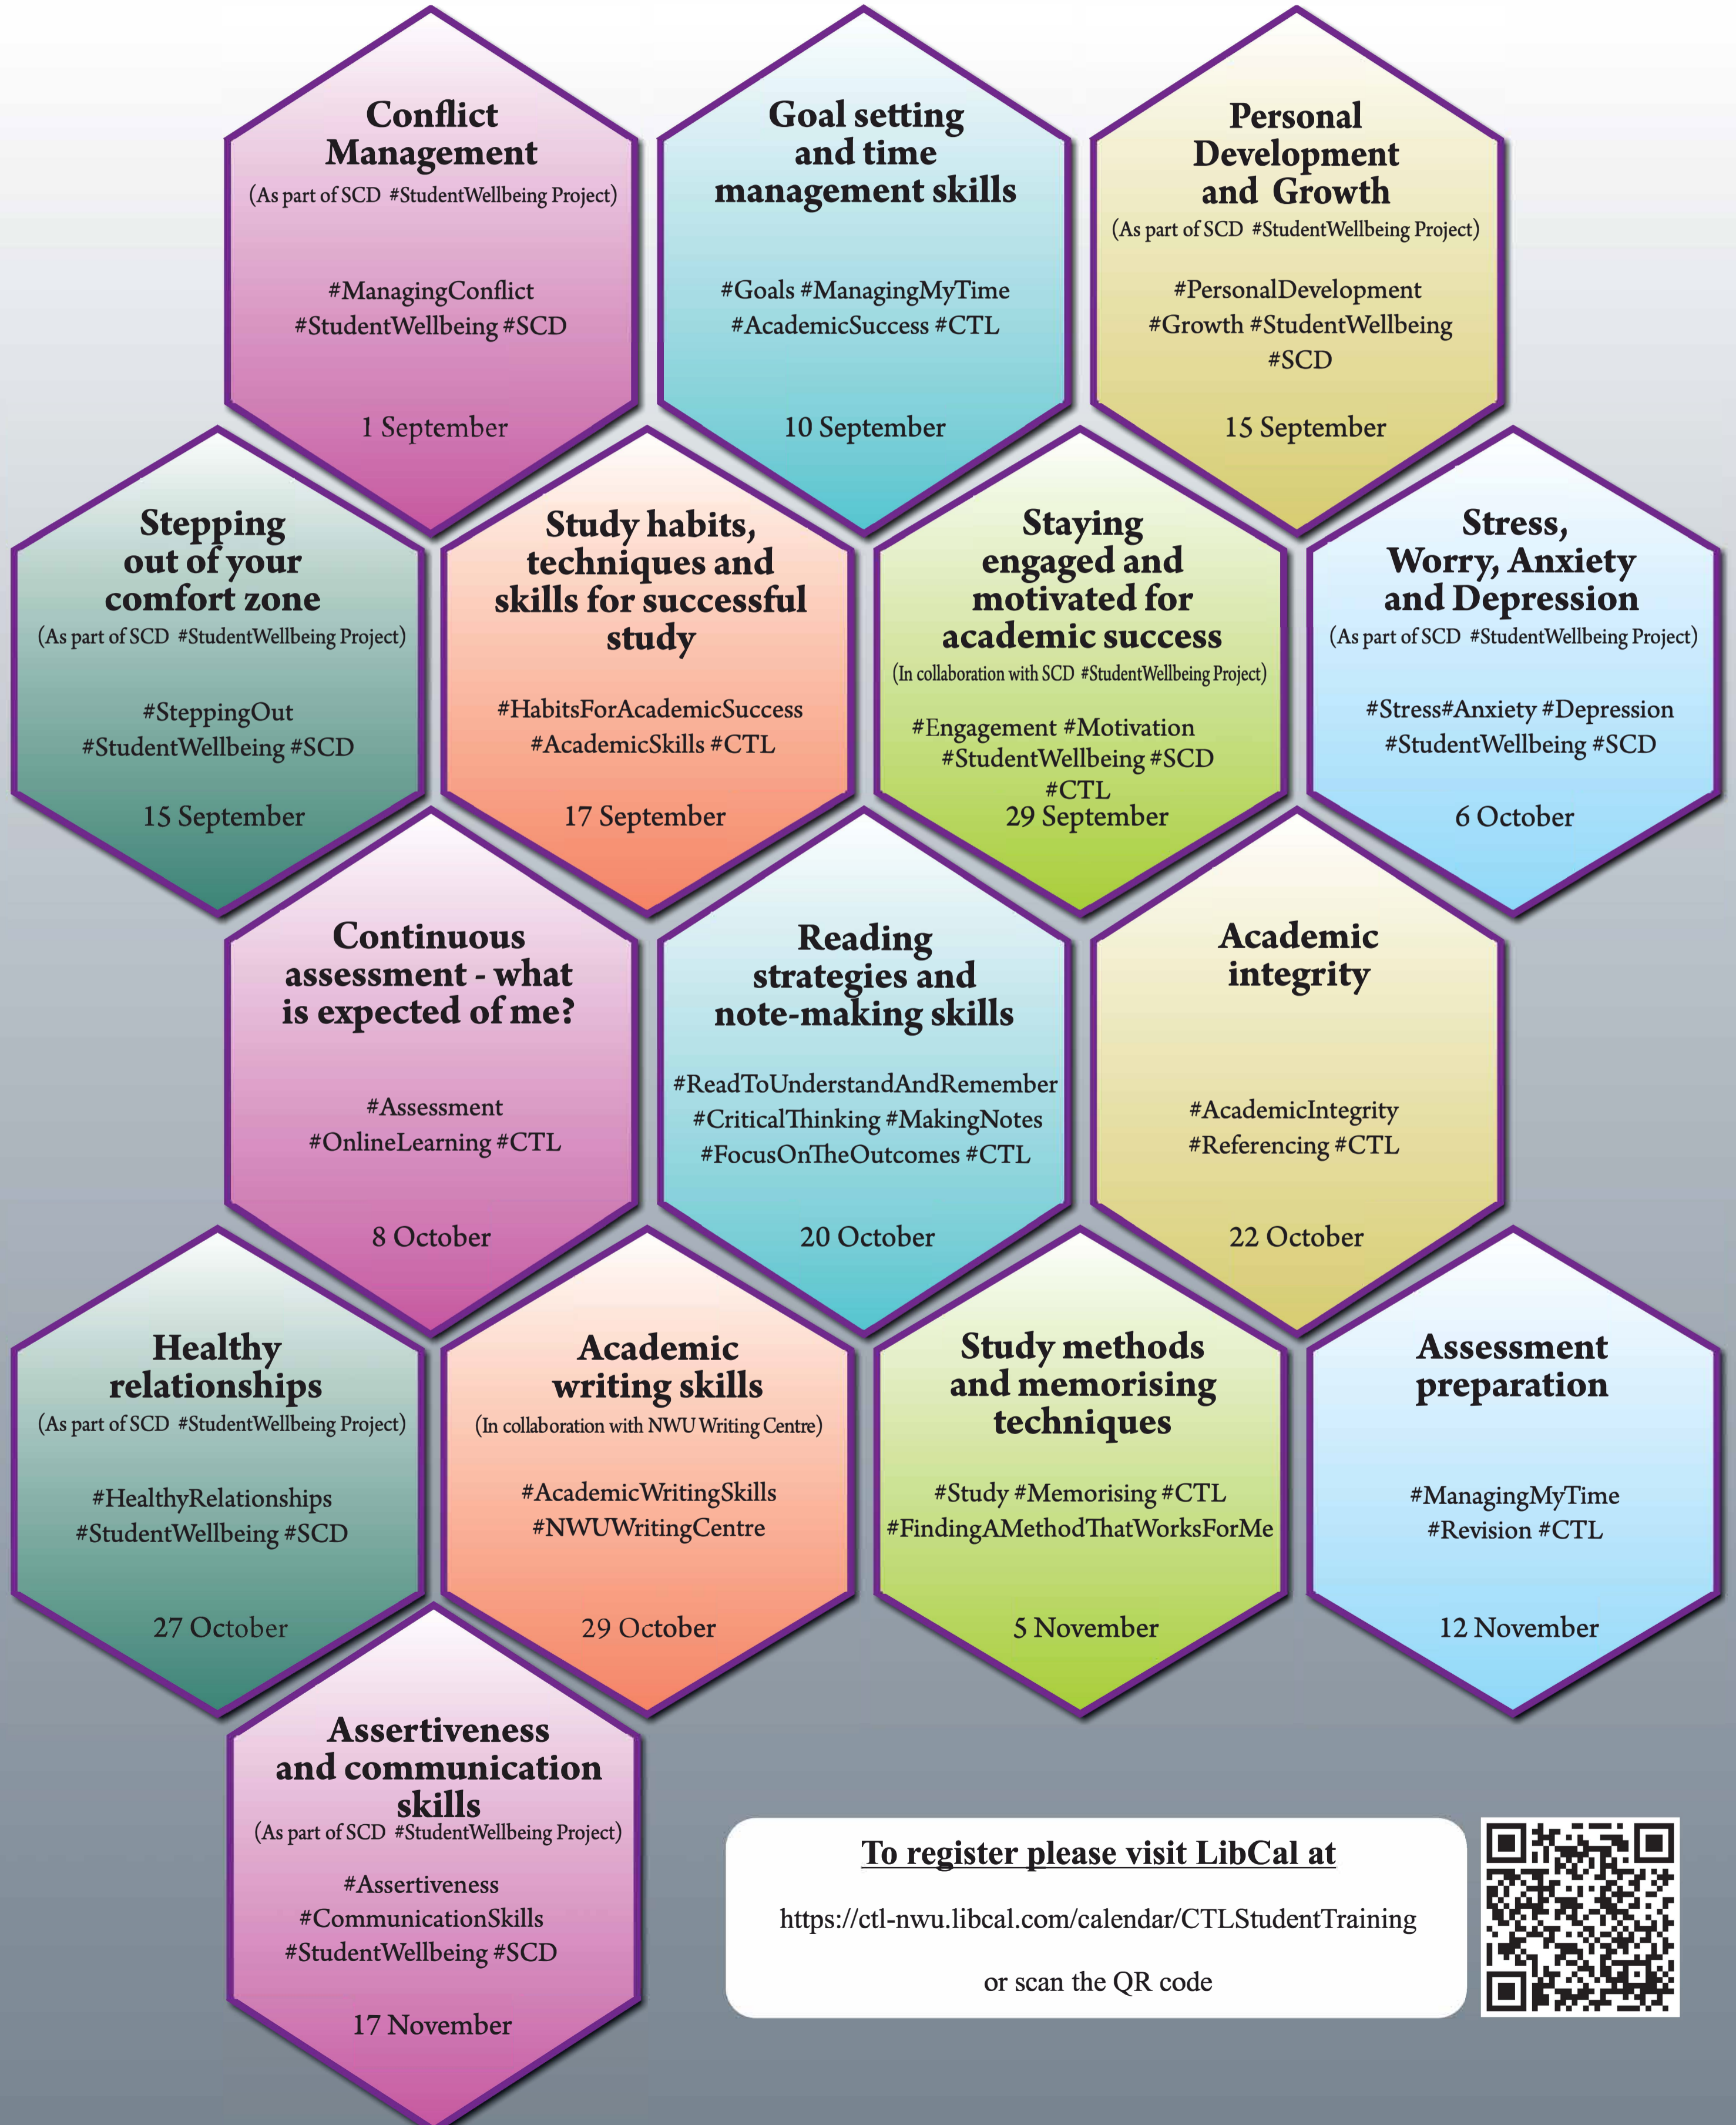 Conflict
Management
(As part of SCD #StudentWellbeing Project)
#ManagingConflict
#StudentWellbeing #SCD
1 September
Goal setting
and time
management skills
#Goals #ManagingMyTime
#AcademicSuccess #CTL
10 September
Personal
Development
and Growth
(As part of SCD #StudentWellbeing Project)
#PersonalDevelopment
#Growth #StudentWellbeing
#SCD
15 September
Stepping
out of your
comfort zone
(As part of SCD #StudentWellbeing Project)
#SteppingOut
#StudentWellbeing #SCD
15 September
Study habits,
techniques and
skills for successful
study
#HabitsForAcademicSuccess
#AcademicSkills #CTL
17 September
Staying
engaged and
motivated for
academic success
(In collaboration with SCD #StudentWellbeing Project)
#Engagement #Motivation
#StudentWellbeing #SCD
#CTL
29 September
Stress,
Worry, Anxiety
and Depression
(As part of SCD #StudentWellbeing Project)
#Stress#Anxiety #Depression
#StudentWellbeing #SCD
6 October
Continuous
assessment - what
is expected of me?
#Assessment
#OnlineLearning #CTL
8 October
Reading
strategies and
note-making skills
#ReadToUnderstandAndRemember
#CriticalThinking #MakingNotes
#FocusOnTheOutcomes #CTL
20 October
Academic
integrity
#AcademicIntegrity
#Referencing #CTL
22 October
Healthy
relationships
(As part of SCD #StudentWellbeing Project)
#HealthyRelationships
#StudentWellbeing #SCD
27 October
Academic
writing skills
(In collaboration with NWU Writing Centre)
#AcademicWritingSkills
#NWUWritingCentre
29 October
Study methods
and memorising
techniques
#Study #Memorising #CTL
#FindingAMethodThatWorksForMe
5 November
Assessment
preparation
#ManagingMyTime
#Revision #CTL
12 November
Assertiveness
and communication
skills
(As part of SCD #StudentWellbeing Project)
#Assertiveness
#CommunicationSkills
#StudentWellbeing #SCD
17 November
To register please visit LibCal at
https://ctl-nwu.libcal.com/calendar/CTLStudentTraining
or scan the QR code